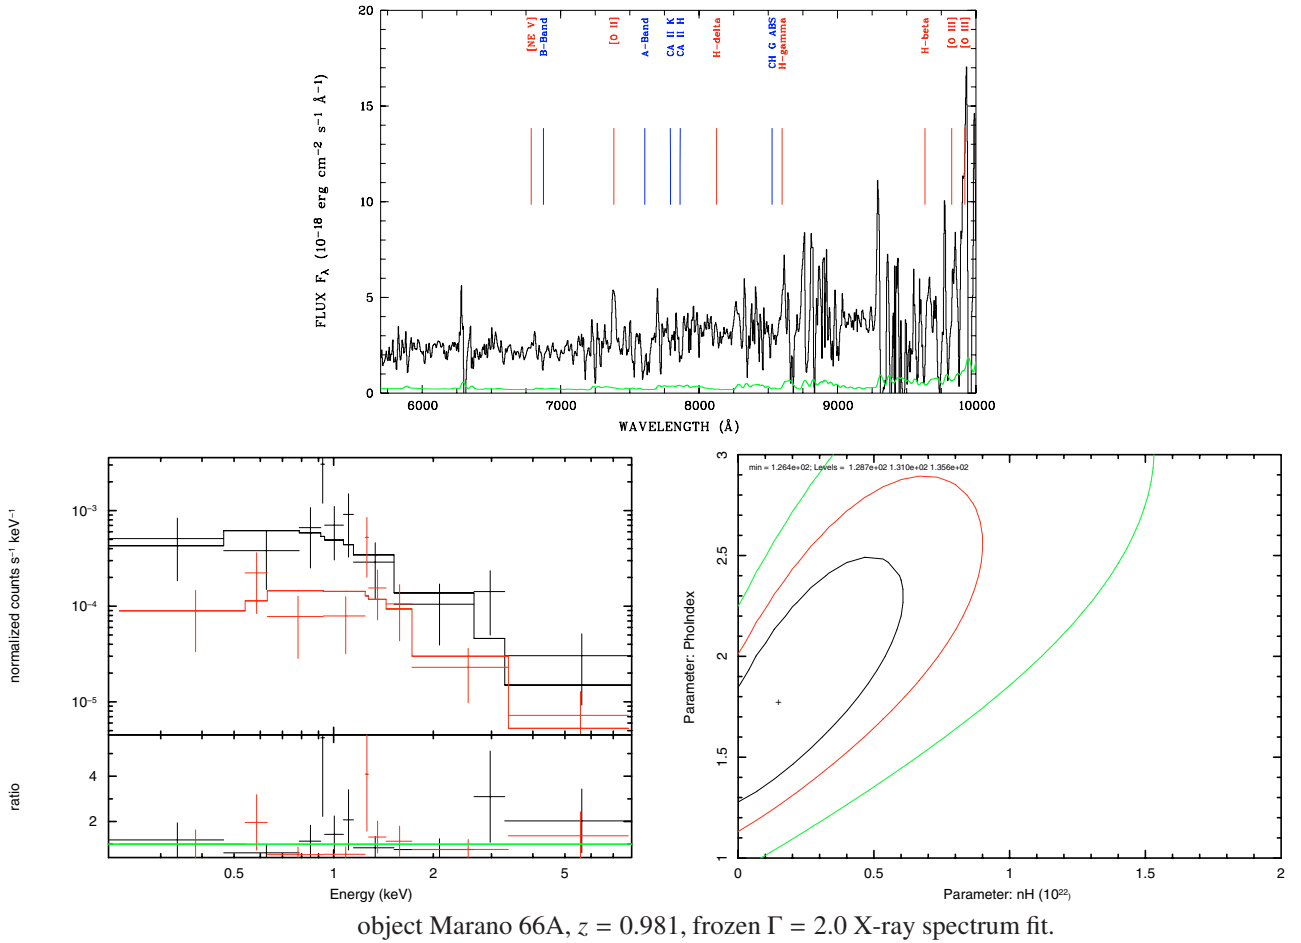 20
15
10
5
0
FLUX Fλ (10⁻¹⁸ erg cm⁻² s⁻¹ Å⁻¹)
[NE V]
B-Band
[O II]
A-Band
CA II K
CA II H
H-delta
CH G ABS
H-gamma
H-beta
[O III]
[O III]
6000 7000 8000 9000 10000
WAVELENGTH (Å)
10⁻³
10⁻⁴
10⁻⁵
normalized counts s⁻¹ keV⁻¹
4
2
ratio
0.5 1 2 5
Energy (keV)
min = 1.264e+02; Levels = 1.287e+02 1.310e+02 1.356e+02
3
2.5
2
1.5
1
Parameter: PhoIndex
0 0.5 1 1.5 2
Parameter: nH (10²²)
object Marano 66A, z = 0.981, frozen Γ = 2.0 X-ray spectrum fit.